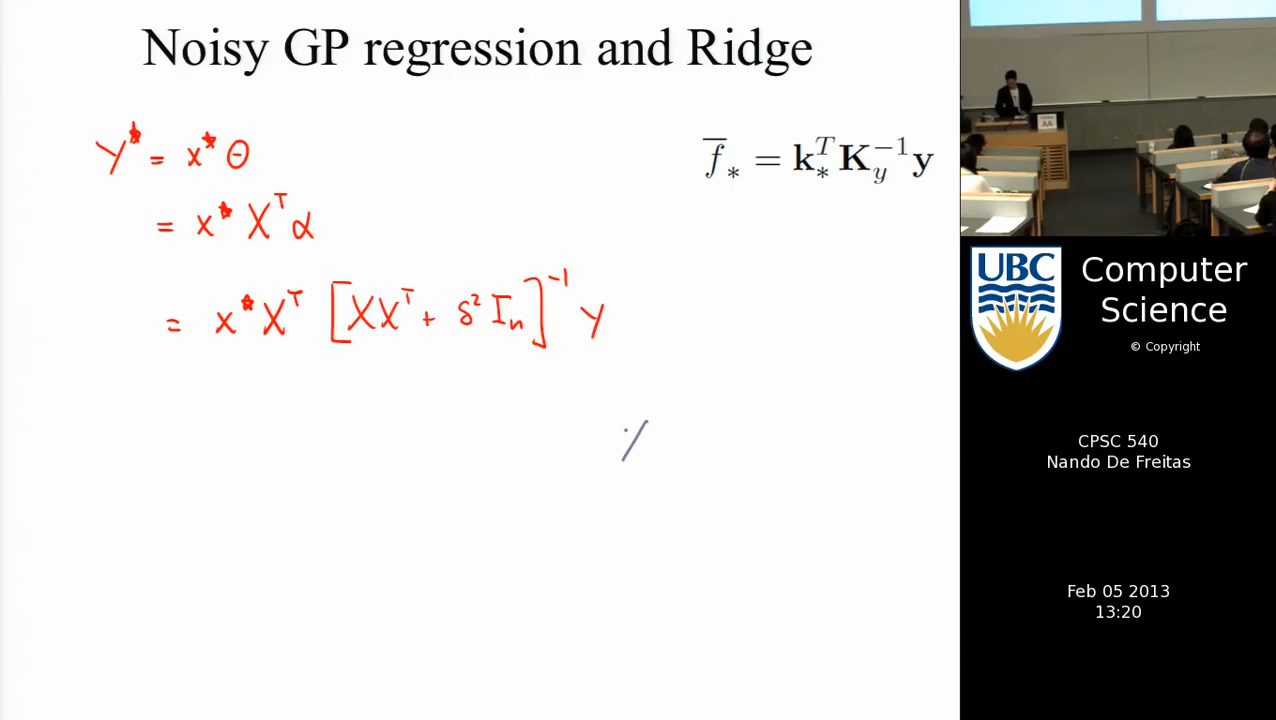 Noisy GP regression and Ridge
Y* = x* θ
= x* Xᵀ α
= x* Xᵀ [XXᵀ + δ² Iₙ]⁻¹ Y
f̅_* = k_*ᵀ K_y⁻¹ y
UBC
Computer
Science
© Copyright
CPSC 540
Nando De Freitas
Feb 05 2013
13:20